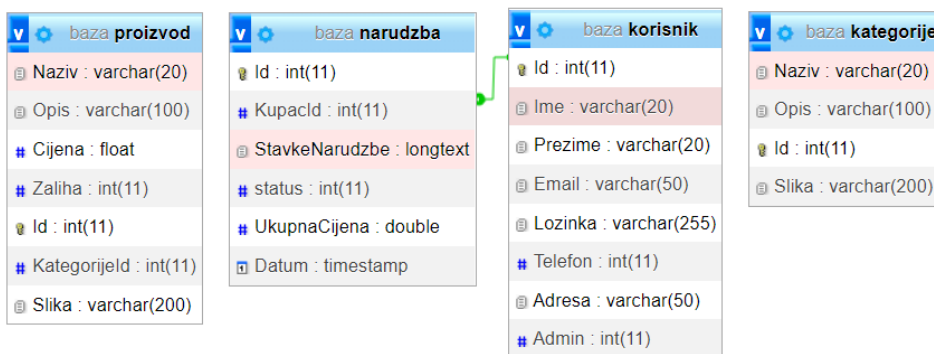 v baza proizvod
Naziv : varchar(20)
Opis : varchar(100)
# Cijena : float
# Zaliha : int(11)
Id : int(11)
# KategorijeId : int(11)
Slika : varchar(200)
v baza narudzba
Id : int(11)
# KupacId : int(11)
StavkeNarudzbe : longtext
# status : int(11)
# UkupnaCijena : double
Datum : timestamp
v baza korisnik
Id : int(11)
Ime : varchar(20)
Prezime : varchar(20)
Email : varchar(50)
Lozinka : varchar(255)
# Telefon : int(11)
Adresa : varchar(50)
# Admin : int(11)
v baza kategorije
Naziv : varchar(20)
Opis : varchar(100)
Id : int(11)
Slika : varchar(200)